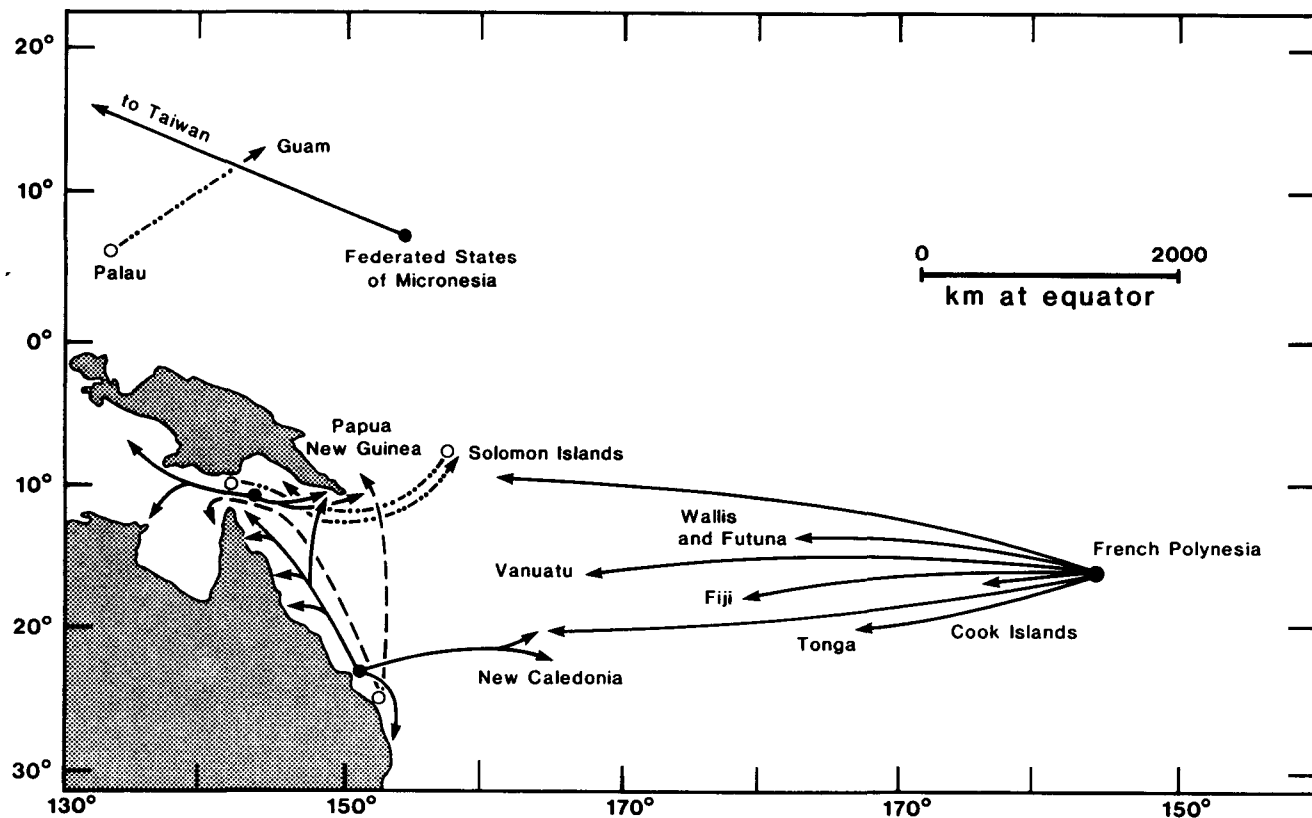 20°
to Taiwan
Guam
10°
Palau
Federated States
of Micronesia
0 2000
km at equator
0°
Papua
New Guinea
Solomon Islands
10°
Wallis
and Futuna
French Polynesia
Vanuatu
Fiji
20°
Cook Islands
Tonga
New Caledonia
30°
130° 150° 170° 170° 150°